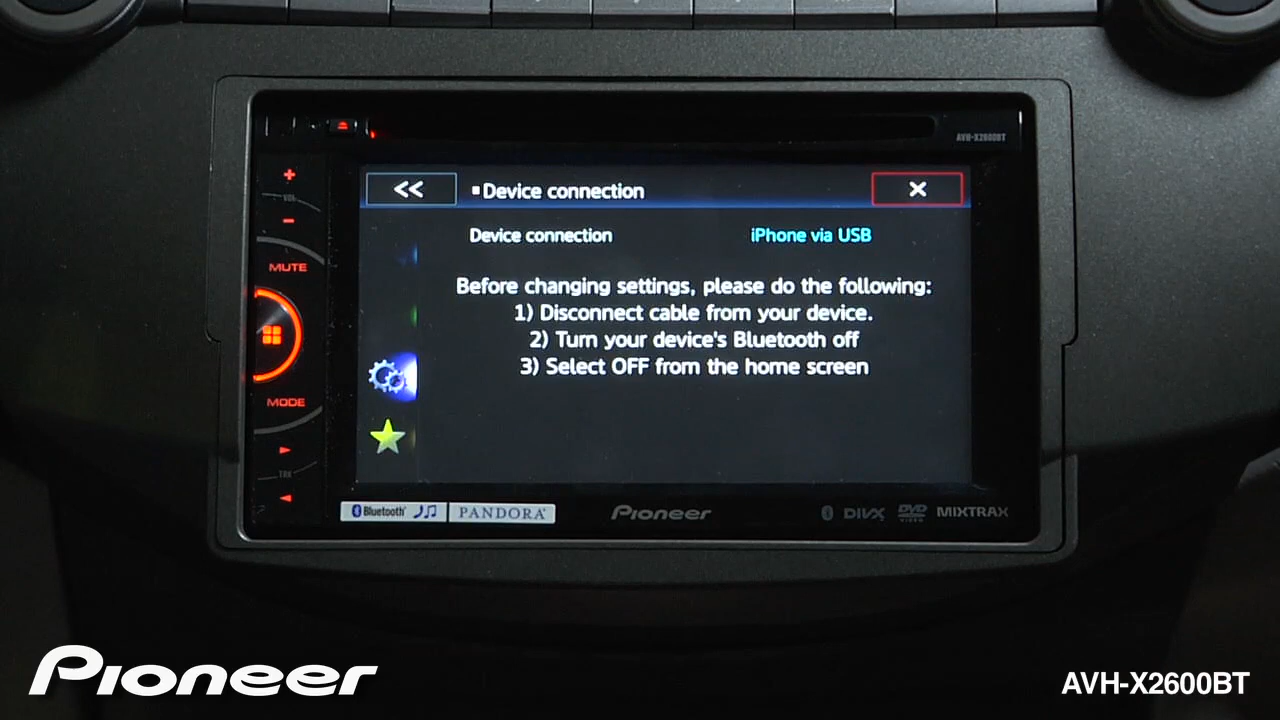 AVH-X2600BT
<<
▪Device connection
X
Device connection
iPhone via USB
Before changing settings, please do the following:
1) Disconnect cable from your device.
2) Turn your device's Bluetooth off
3) Select OFF from the home screen
+
VOL
−
MUTE
MODE
TRK
Bluetooth
PANDORA
Pioneer
DIVX
DVD
VIDEO
MIXTRAX
Pioneer
AVH-X2600BT